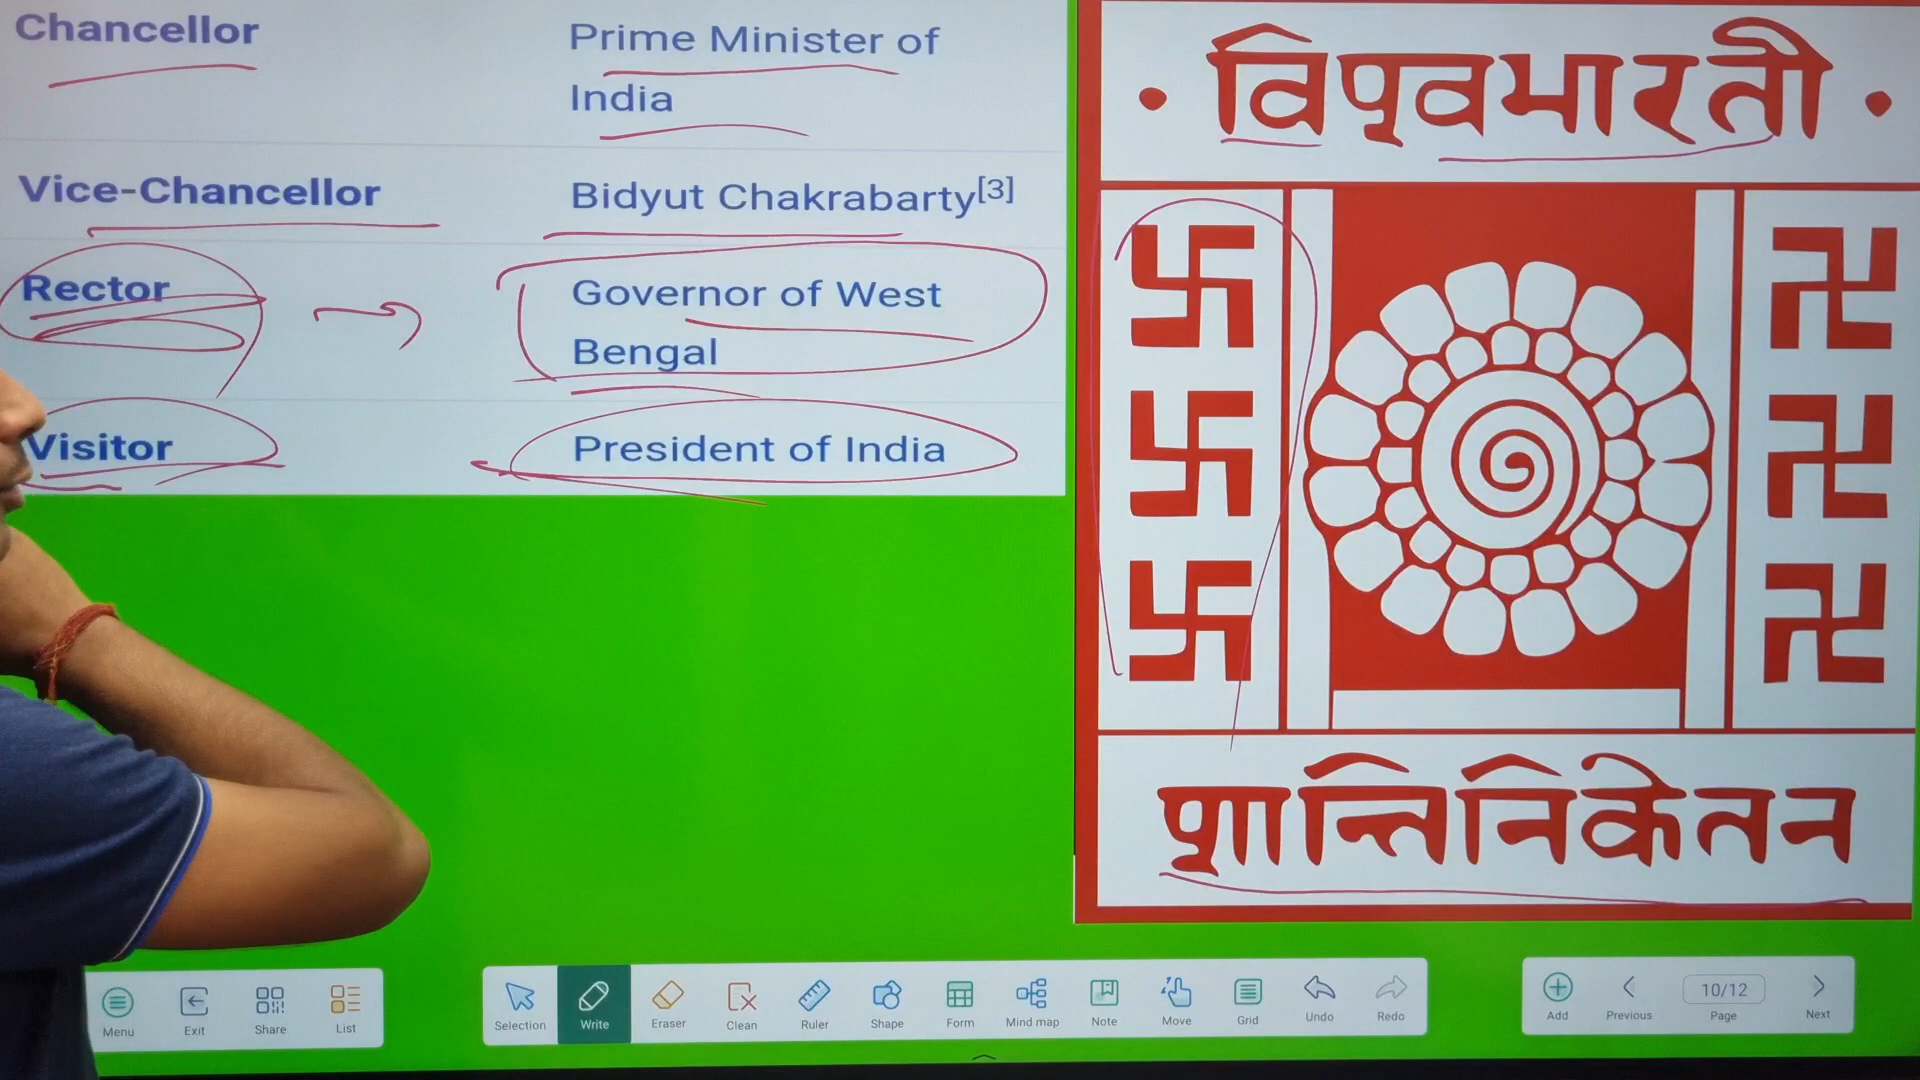 Chancellor
Prime Minister of
India
Vice-Chancellor
Bidyut Chakrabarty[3]
Rector
Governor of West
Bengal
Visitor
President of India
विश्वभारती
शान्तिनिकेतन
Menu
Exit
Share
List
Selection
Write
Eraser
Clean
Ruler
Shape
Form
Mind map
Note
Move
Grid
Undo
Redo
Add
Previous
10/12
Page
Next